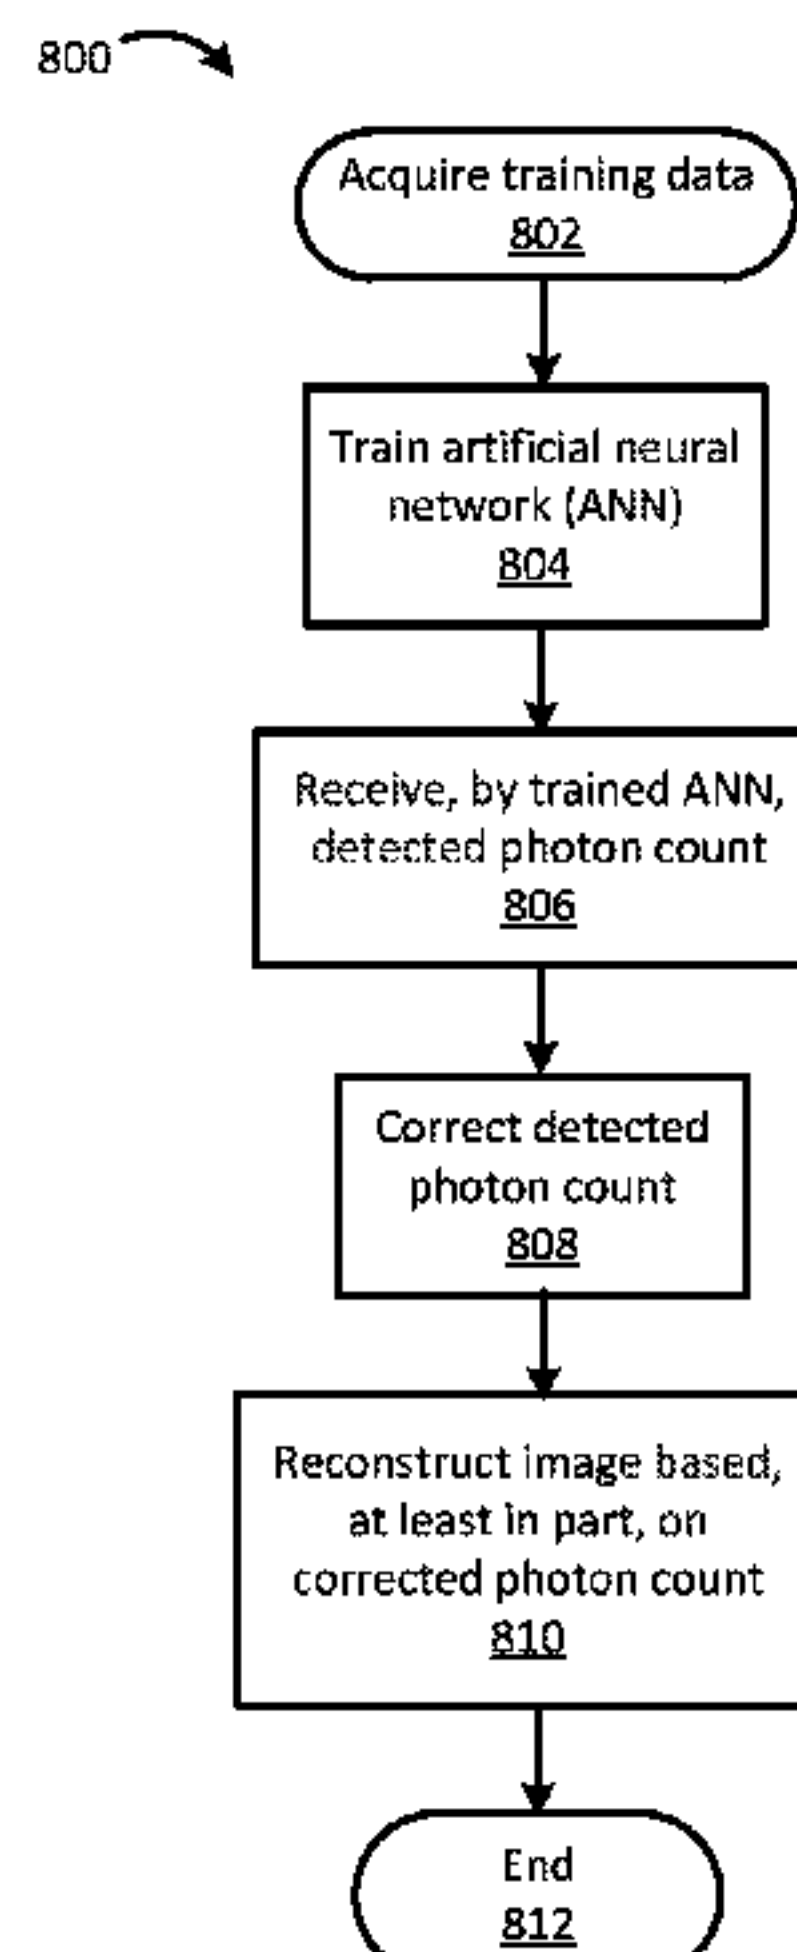 800
Acquire training data
802
Train artificial neural
network (ANN)
804
Receive, by trained ANN,
detected photon count
806
Correct detected
photon count
808
Reconstruct image based,
at least in part, on
corrected photon count
810
End
812